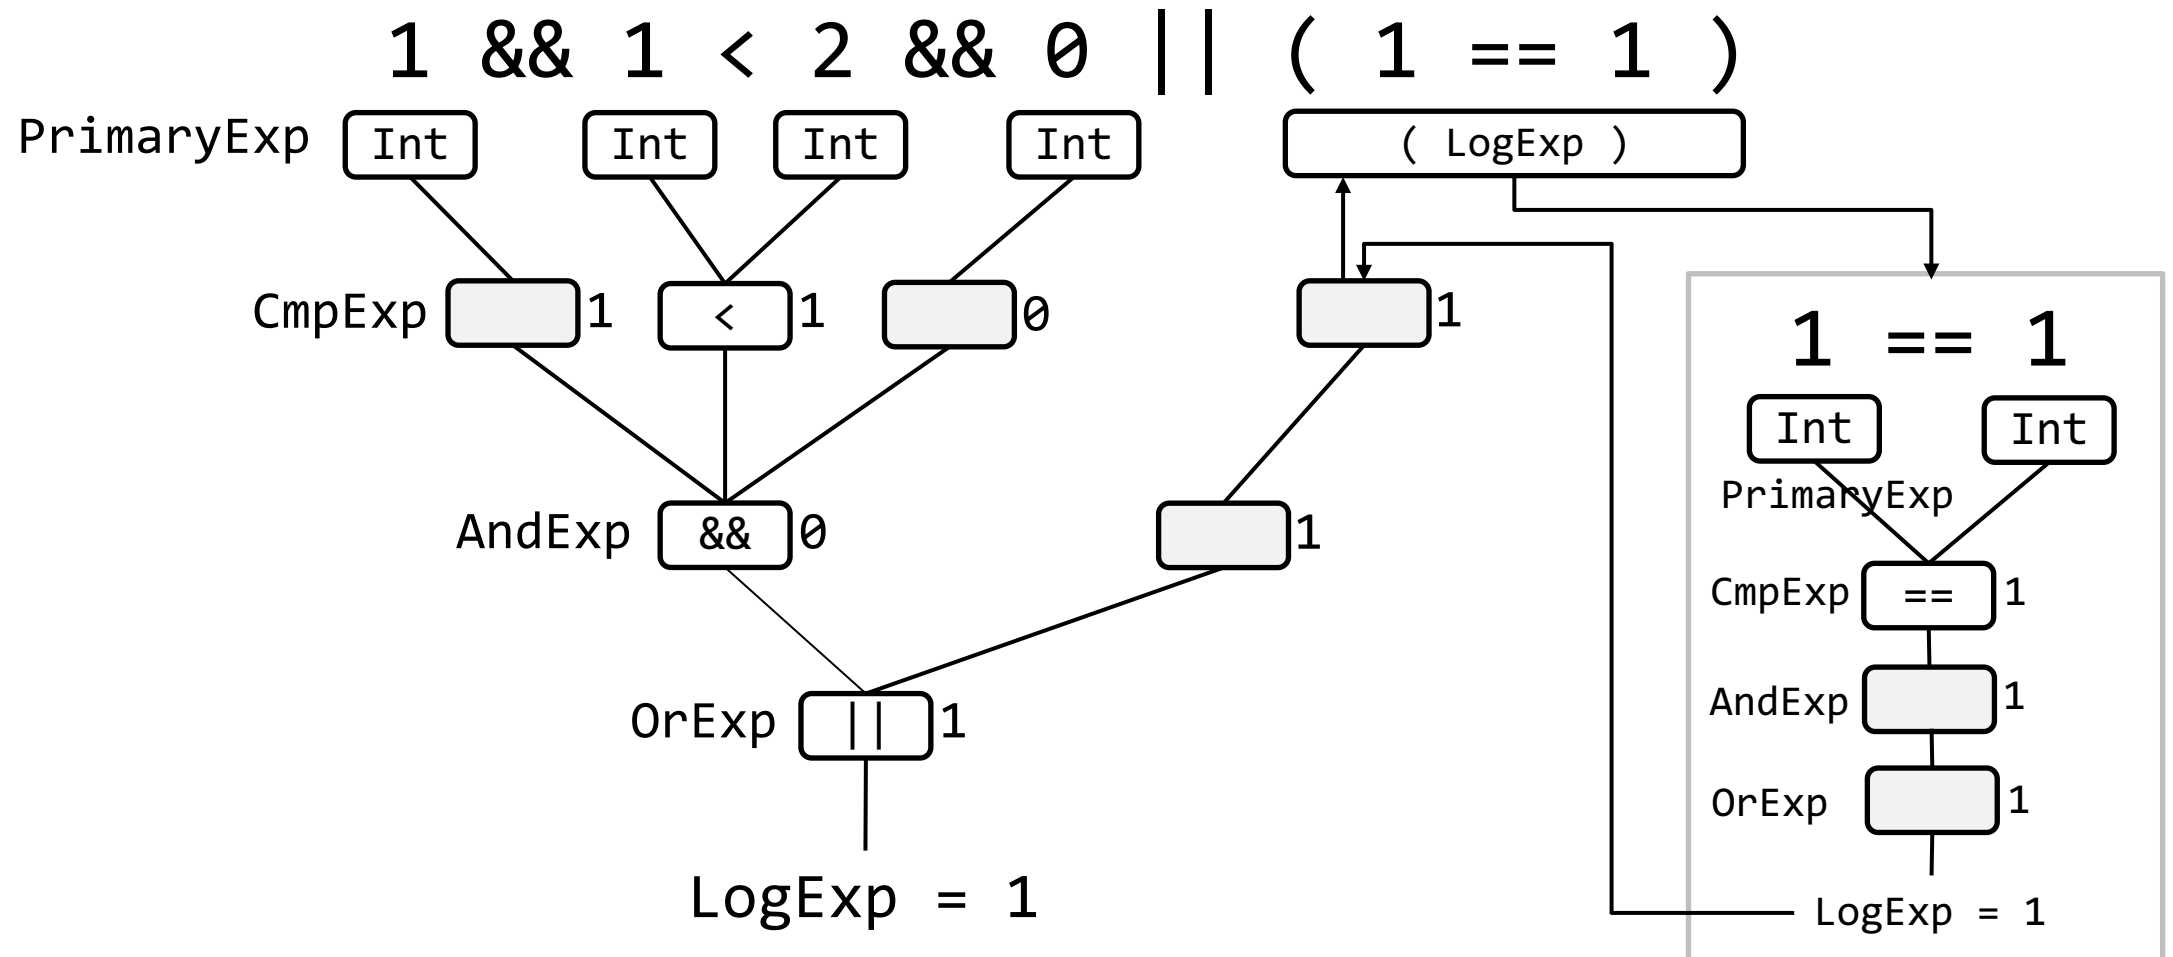 1 && 1 < 2 && 0 || ( 1 == 1 )
PrimaryExp Int Int Int Int ( LogExp )
CmpExp 1 < 1 0 1
AndExp && 0 1
OrExp || 1
LogExp = 1
1 == 1
Int Int
PrimaryExp
CmpExp == 1
AndExp 1
OrExp 1
LogExp = 1